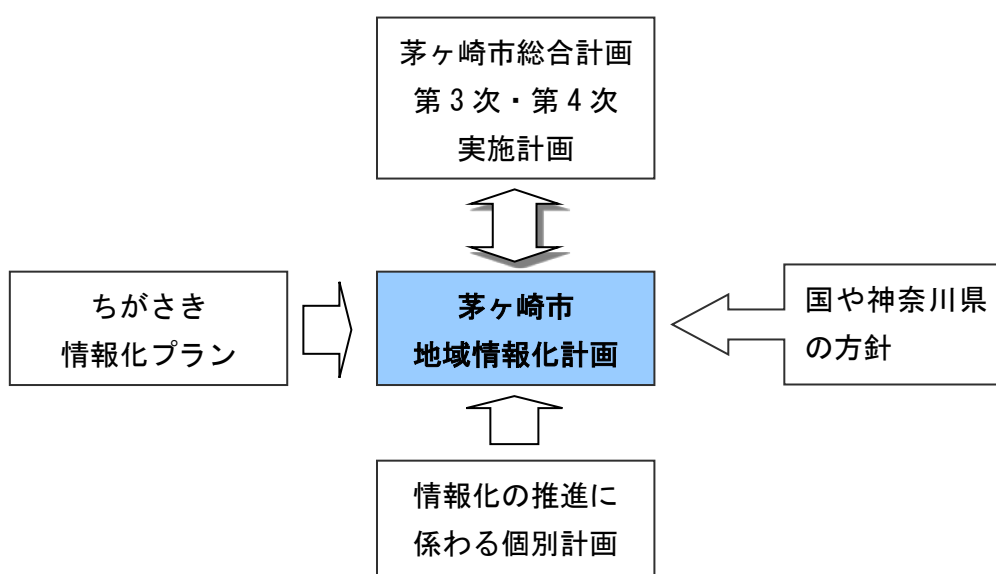 茅ヶ崎市総合計画
第3次・第4次
実施計画
ちがさき
情報化プラン
茅ヶ崎市
地域情報化計画
国や神奈川県
の方針
情報化の推進に
係わる個別計画